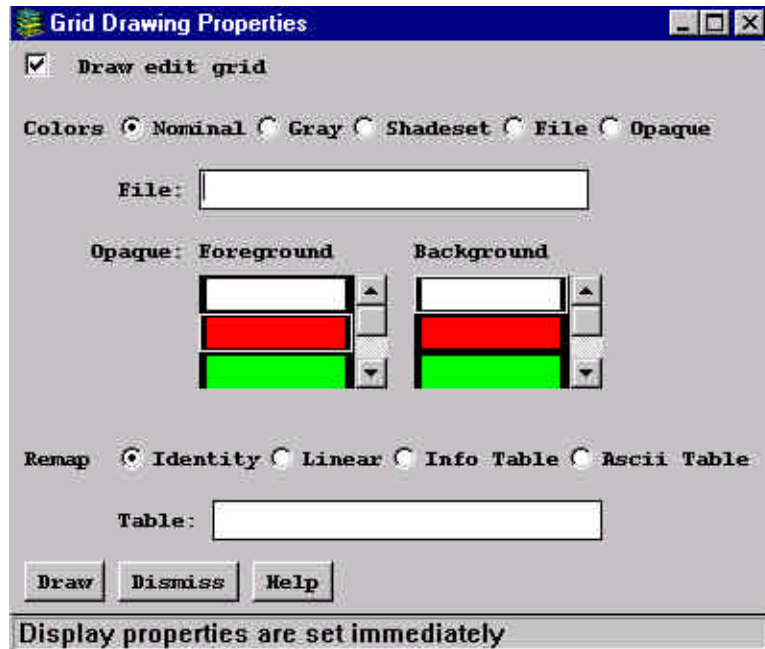 Grid Drawing Properties
Draw edit grid
Colors Nominal Gray Shadeset File Opaque
File:
Opaque: Foreground Background
Remap Identity Linear Info Table Ascii Table
Table:
Draw Dismiss Help
Display properties are set immediately